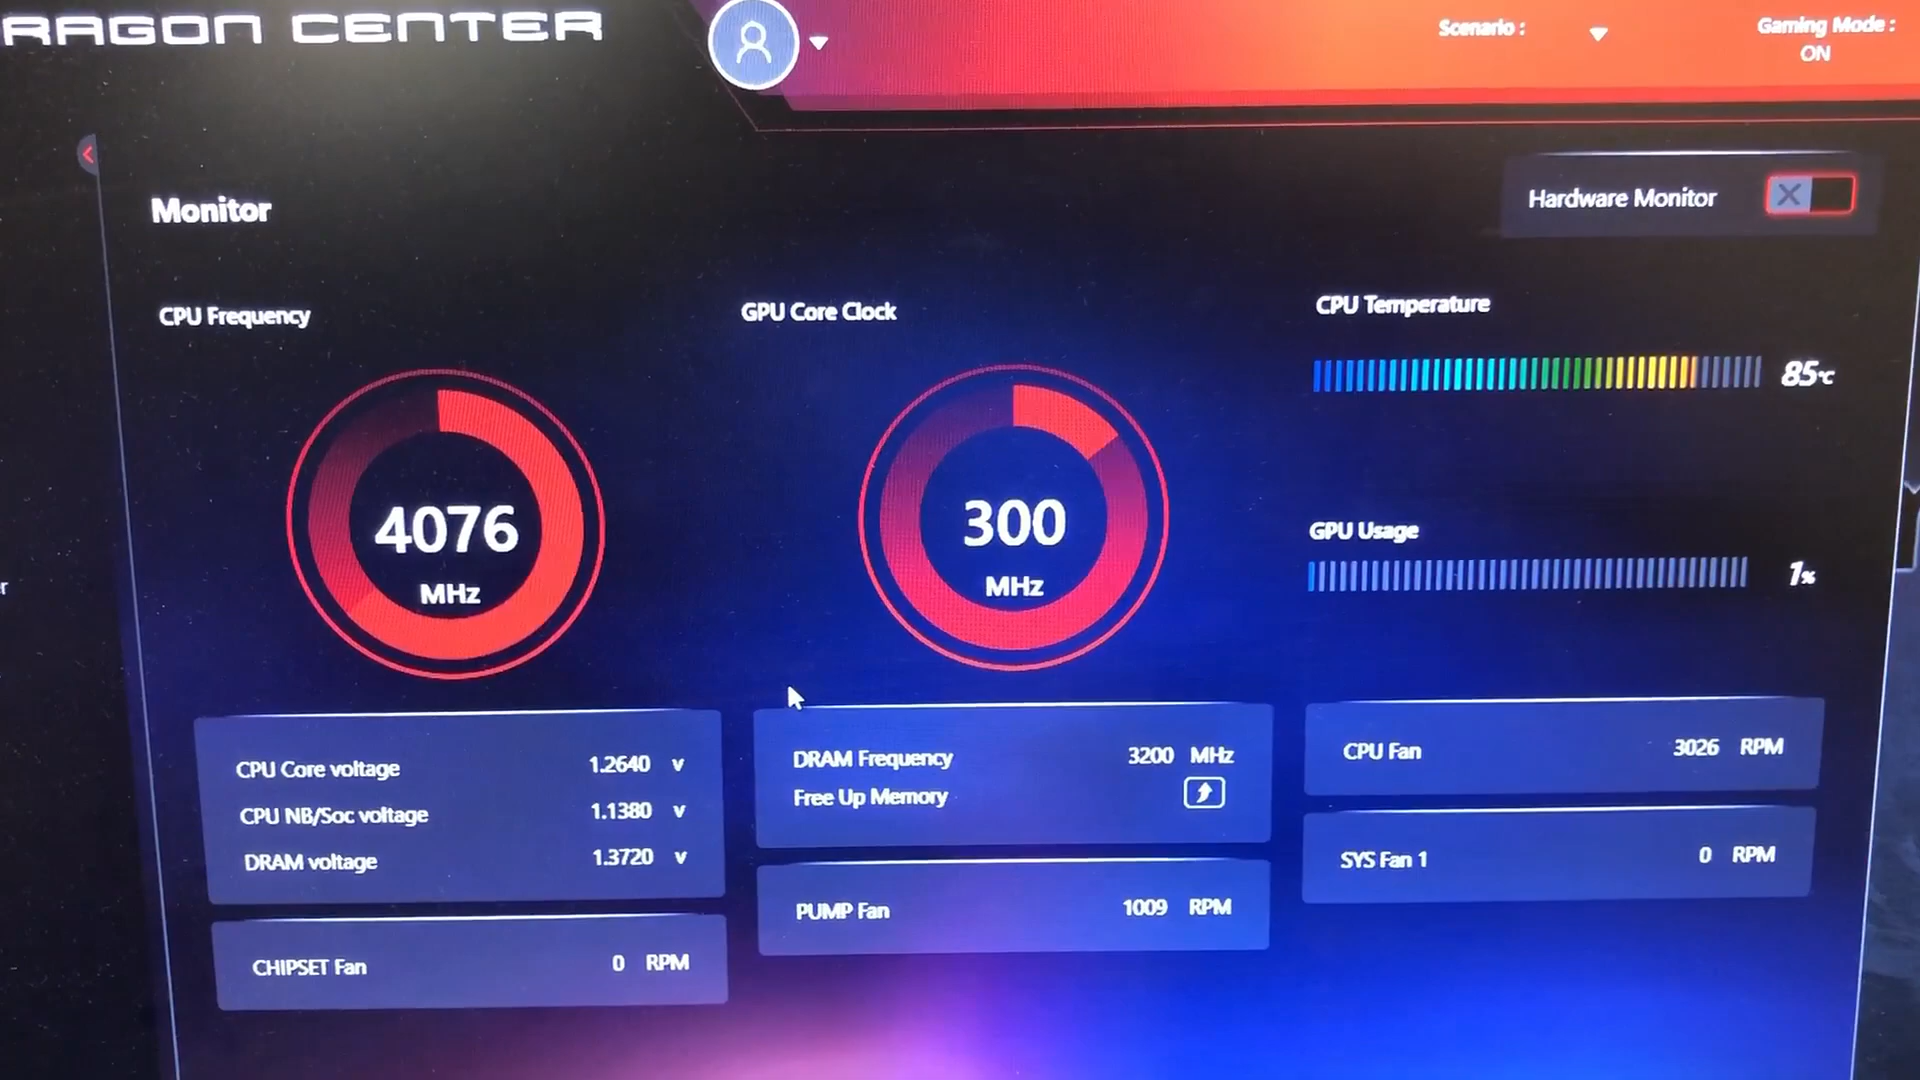 RAGON CENTER
Scenario :
Gaming Mode :
ON
Monitor
Hardware Monitor
CPU Frequency
4076
MHz
GPU Core Clock
300
MHz
CPU Temperature
85°C
GPU Usage
1%
CPU Core voltage 1.2640 v
CPU NB/Soc voltage 1.1380 v
DRAM voltage 1.3720 v
DRAM Frequency 3200 MHz
Free Up Memory
CPU Fan 3026 RPM
SYS Fan 1 0 RPM
PUMP Fan 1009 RPM
CHIPSET Fan 0 RPM